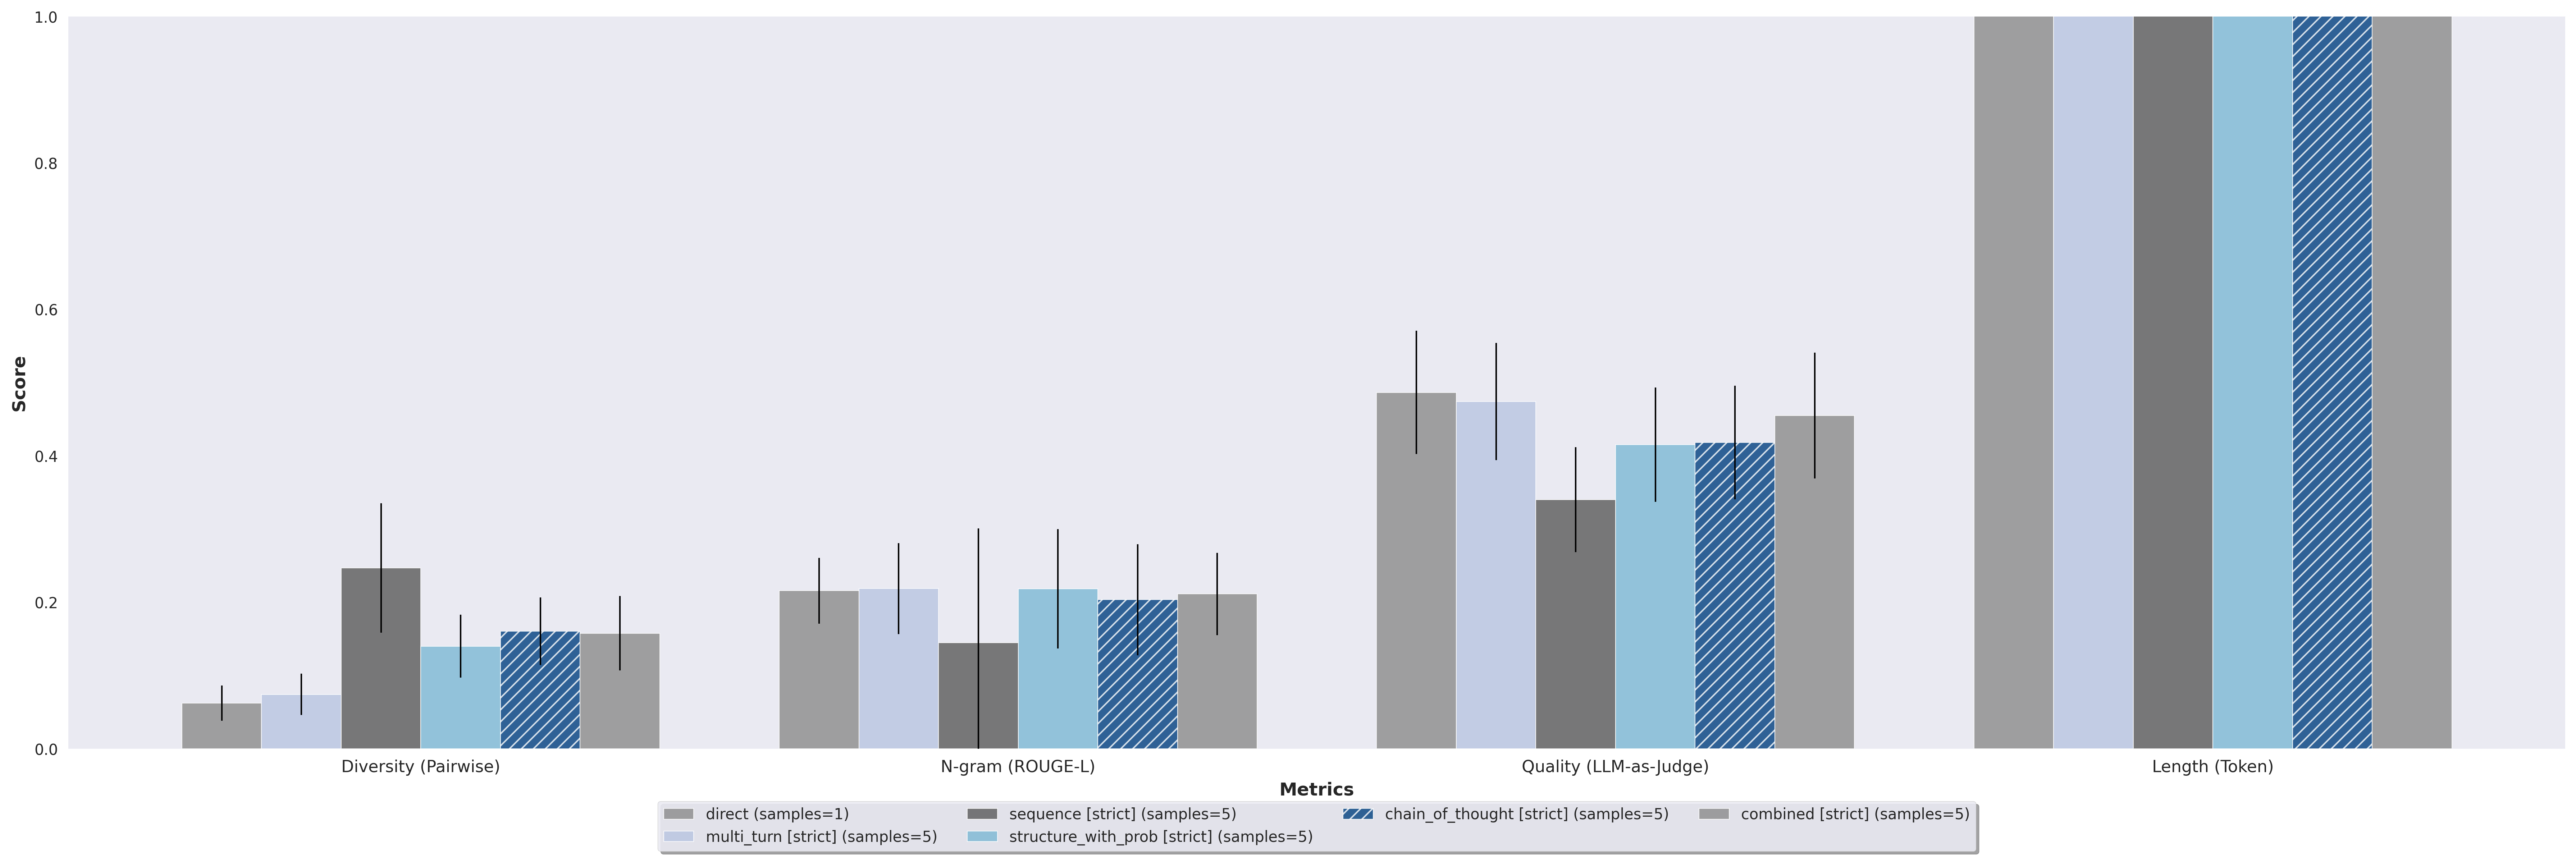 1.0
0.8
0.6
0.4
0.2
0.0
Score
Diversity (Pairwise)
N-gram (ROUGE-L)
Quality (LLM-as-Judge)
Length (Token)
Metrics
direct (samples=1)
multi_turn [strict] (samples=5)
sequence [strict] (samples=5)
structure_with_prob [strict] (samples=5)
chain_of_thought [strict] (samples=5)
combined [strict] (samples=5)